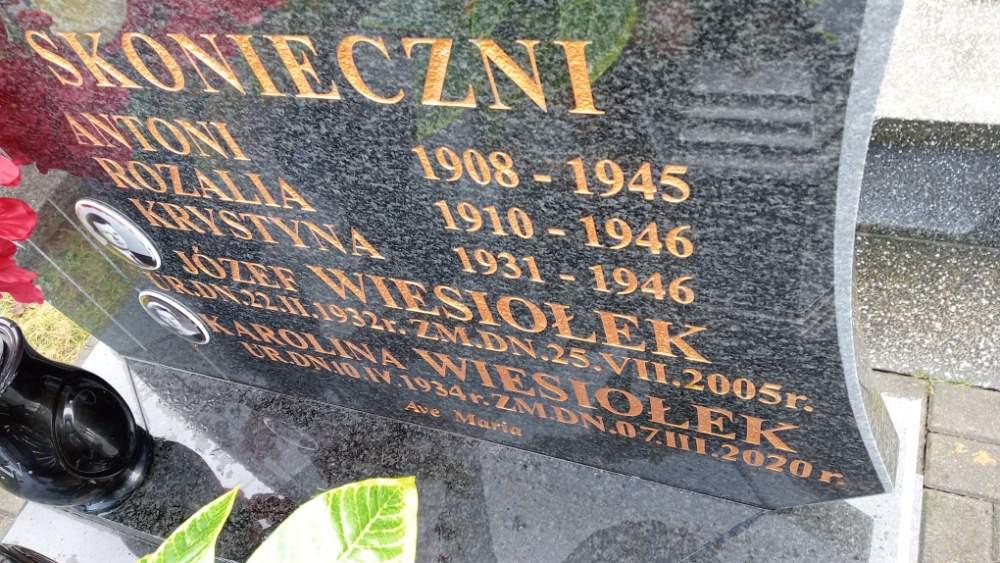 SKONIECZNI
ANTONI 1908 - 1945
ROZALIA 1910 - 1946
KRYSTYNA 1931 - 1946
JÓZEF WIESIOŁEK
UR.DN.22.II.1932r. ZM.DN.25.VII.2005r.
KAROLINA WIESIOŁEK
UR.DN.10.IV.1934r. ZM.DN.07.III.2020r.
Ave Maria